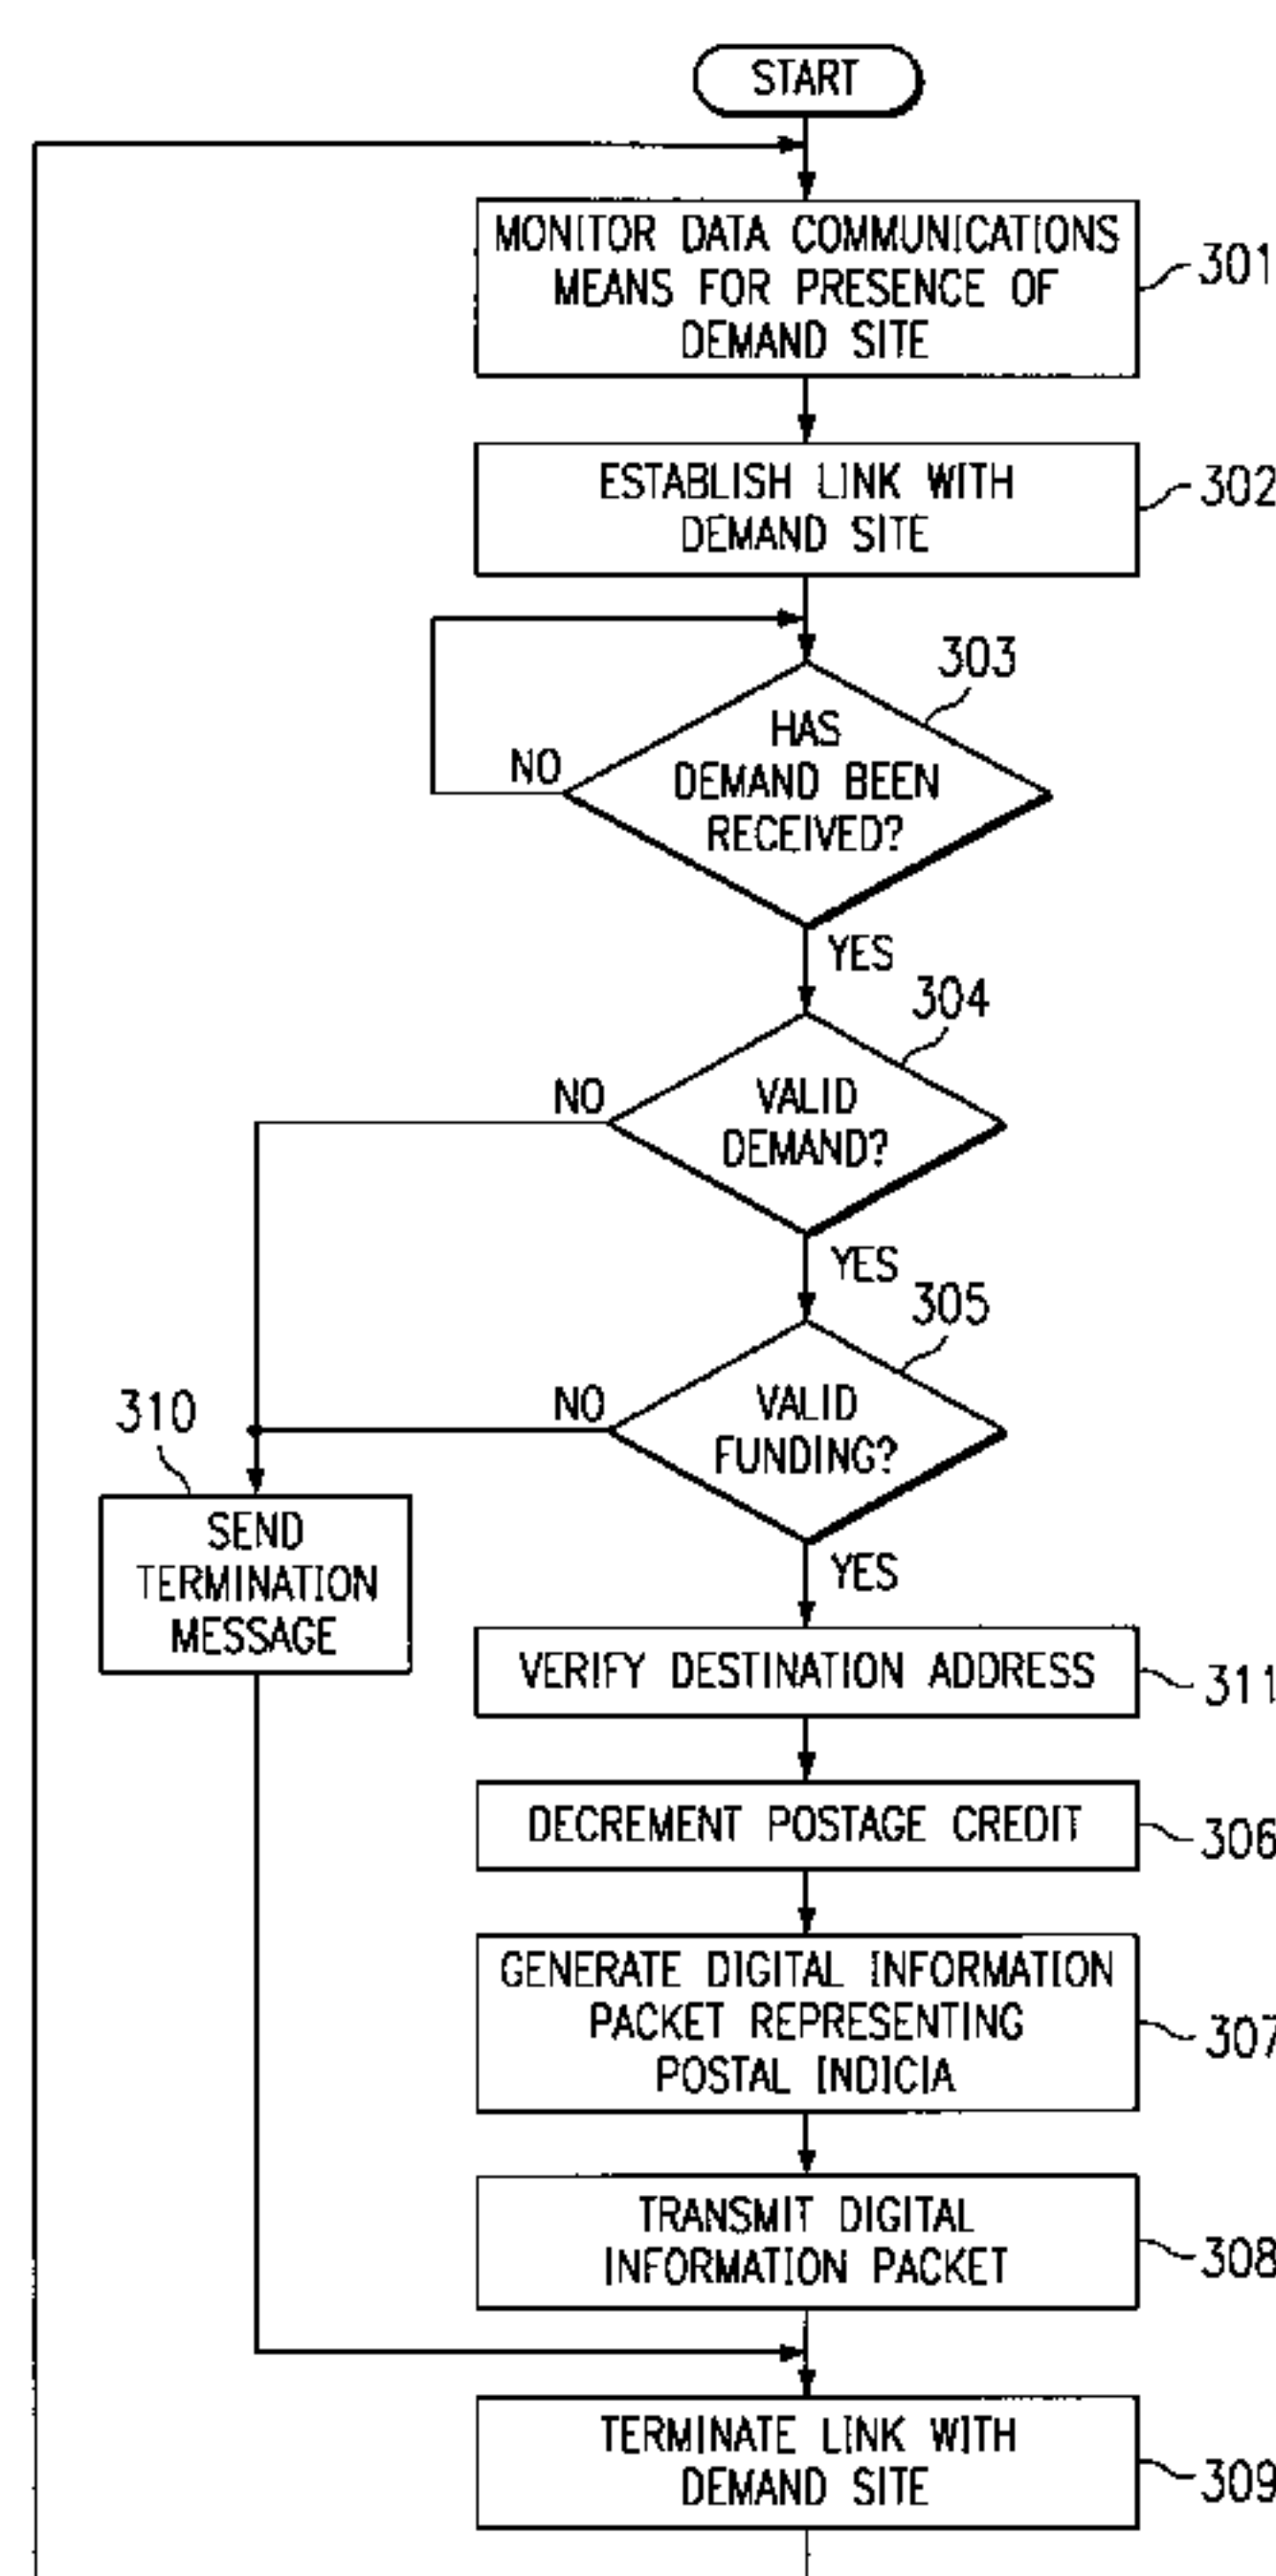 START
MONITOR DATA COMMUNICATIONS
MEANS FOR PRESENCE OF
DEMAND SITE
301
ESTABLISH LINK WITH
DEMAND SITE
302
303
HAS
DEMAND BEEN
RECEIVED?
NO
YES
304
VALID
DEMAND?
NO
YES
305
VALID
FUNDING?
NO
YES
310
SEND
TERMINATION
MESSAGE
VERIFY DESTINATION ADDRESS
311
DECREMENT POSTAGE CREDIT
306
GENERATE DIGITAL INFORMATION
PACKET REPRESENTING
POSTAL INDICIA
307
TRANSMIT DIGITAL
INFORMATION PACKET
308
TERMINATE LINK WITH
DEMAND SITE
309